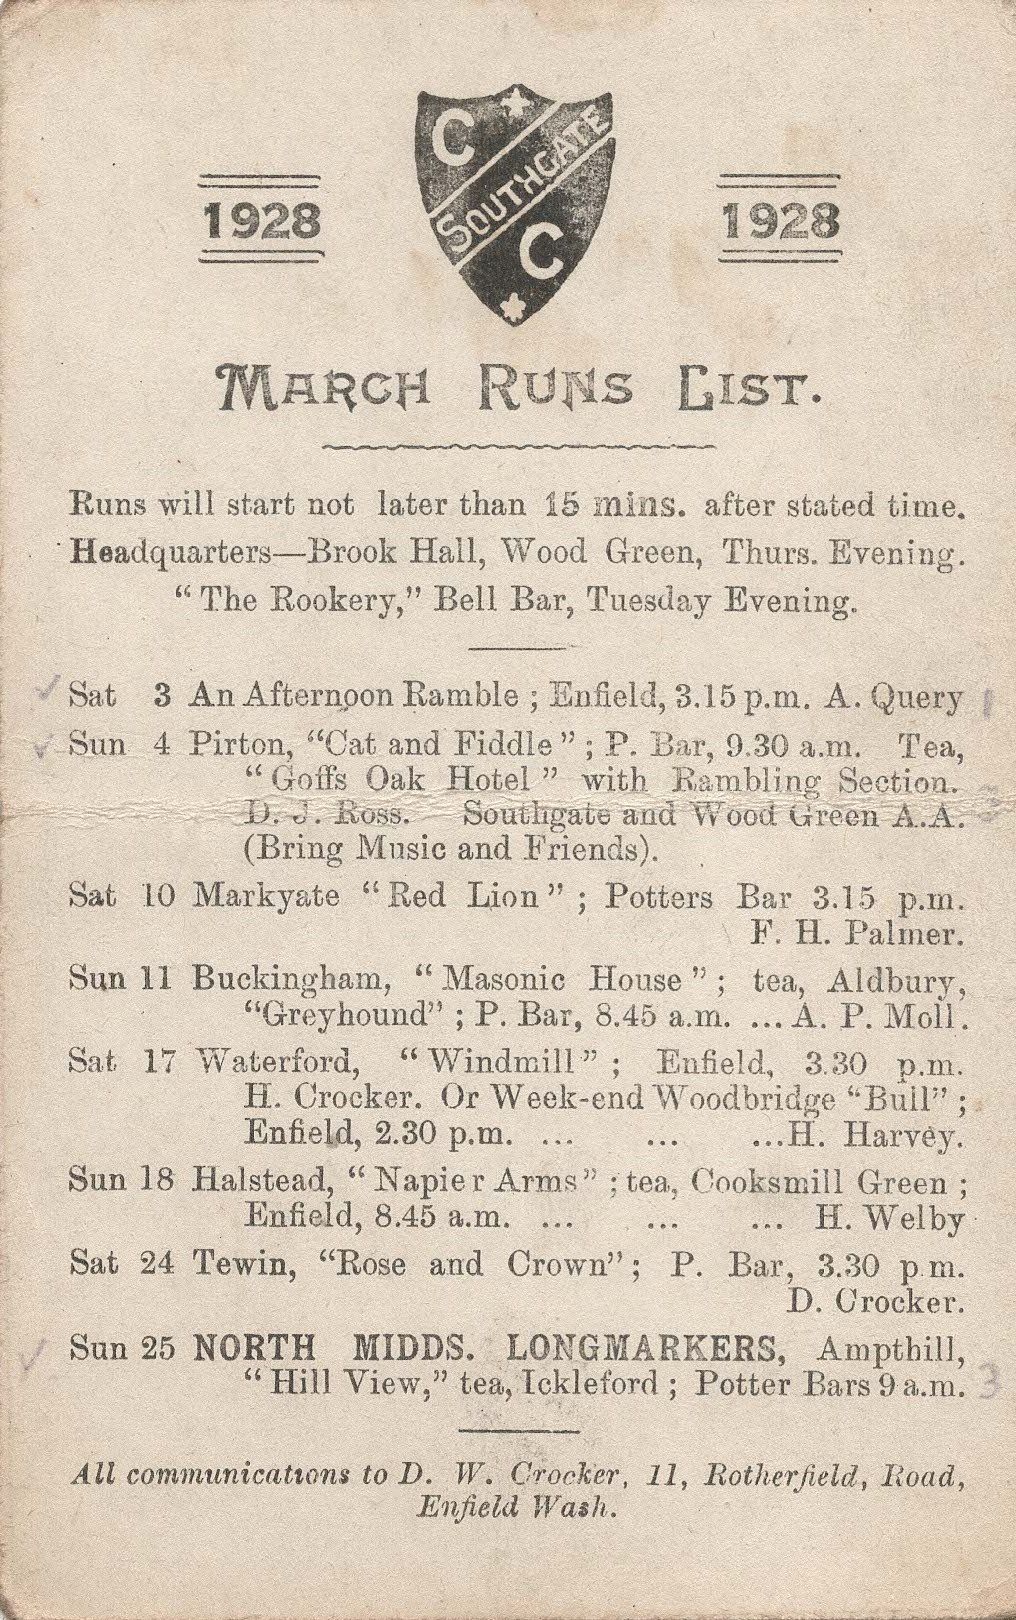 C
SOUTHGATE
C
1928
1928
MARCH RUNS LIST.
Runs will start not later than 15 mins. after stated time.
Headquarters—Brook Hall, Wood Green, Thurs. Evening.
"The Rookery," Bell Bar, Tuesday Evening.
Sat 3 An Afternoon Ramble ; Enfield, 3.15 p.m. A. Query 1
Sun 4 Pirton, "Cat and Fiddle" ; P. Bar, 9.30 a.m. Tea,
"Goffs Oak Hotel" with Rambling Section.
D. J. Ross. Southgate and Wood Green A.A.
(Bring Music and Friends).
Sat 10 Markyate "Red Lion" ; Potters Bar 3.15 p.m.
F. H. Palmer.
Sun 11 Buckingham, "Masonic House" ; tea, Aldbury,
"Greyhound" ; P. Bar, 8.45 a.m. ... A. P. Moll.
Sat 17 Waterford, "Windmill" ; Enfield, 3.30 p.m.
H. Crocker. Or Week-end Woodbridge "Bull" ;
Enfield, 2.30 p.m. ... ... ...H. Harvey.
Sun 18 Halstead, "Napier Arms" ; tea, Cooksmill Green ;
Enfield, 8.45 a.m. ... ... ... H. Welby
Sat 24 Tewin, "Rose and Crown" ; P. Bar, 3.30 p.m.
D. Crocker.
Sun 25 NORTH MIDDS. LONGMARKERS, Ampthill,
"Hill View," tea, Ickleford ; Potter Bars 9 a.m. 3
All communications to D. W. Crocker, 11, Rotherfield, Road,
Enfield Wash.